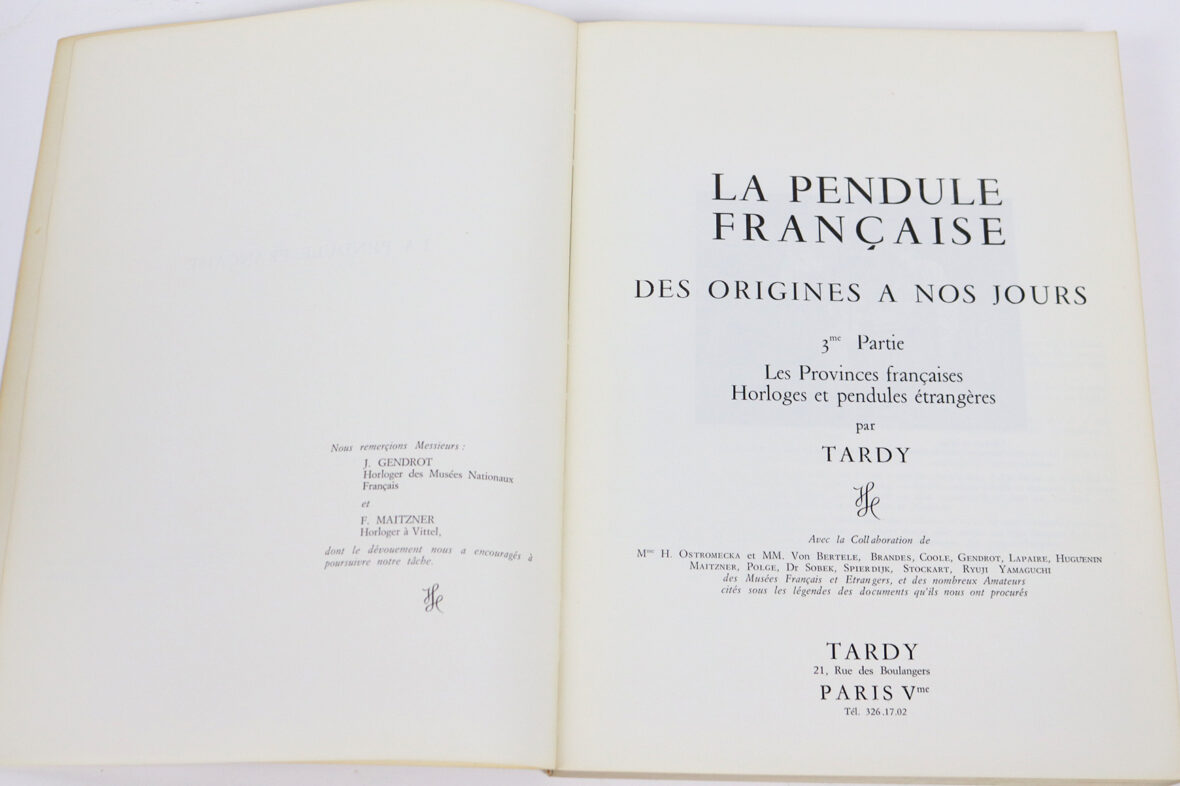 Nous remerçions Messieurs :
J. GENDROT
Horloger des Musées Nationaux
Français
et
F. MAITZNER
Horloger à Vittel,
dont le dévouement nous a encouragés à
poursuivre notre tâche.
LA PENDULE
FRANÇAISE
DES ORIGINES A NOS JOURS
3me Partie
Les Provinces françaises
Horloges et pendules étrangères
par
TARDY
Avec la Collaboration de
Mme H. OSTROMECKA et MM. VON BERTELE, BRANDES, COOLE, GENDROT, LAPAIRE, HUGUENIN
MAITZNER, POLGE, DR SOBEK, SPIERDIJK, STOCKART, RYUJI YAMAGUCHI
des Musées Français et Etrangers, et des nombreux Amateurs
cités sous les légendes des documents qu'ils nous ont procurés
TARDY
21, Rue des Boulangers
PARIS Vme
Tél. 326.17.02